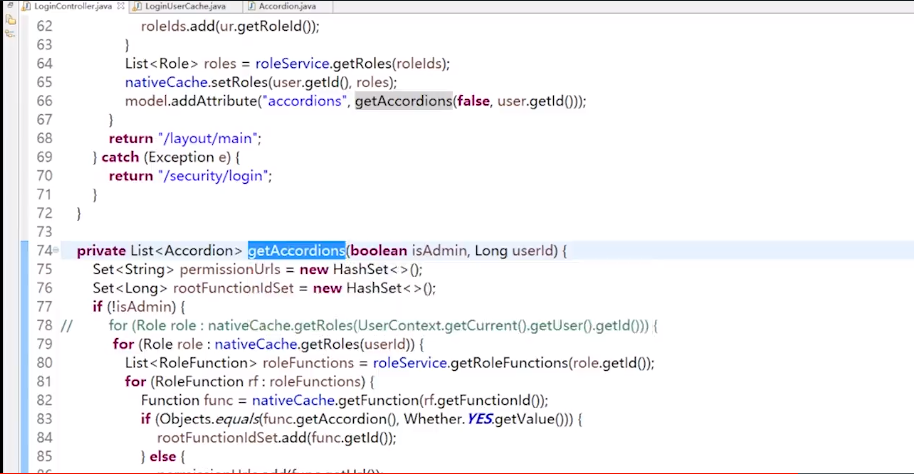 LoginController.java LoginUserCache.java Accordion.java
62 roleIds.add(ur.getRoleId());
63 }
64 List<Role> roles = roleService.getRoles(roleIds);
65 nativeCache.setRoles(user.getId(), roles);
66 model.addAttribute("accordions", getAccordions(false, user.getId()));
67 }
68 return "/layout/main";
69 } catch (Exception e) {
70 return "/security/login";
71 }
72 }
73
74 private List<Accordion> getAccordions(boolean isAdmin, Long userId) {
75 Set<String> permissionUrls = new HashSet<>();
76 Set<Long> rootFunctionIdSet = new HashSet<>();
77 if (!isAdmin) {
78 // for (Role role : nativeCache.getRoles(UserContext.getCurrent().getUser().getId())) {
79 for (Role role : nativeCache.getRoles(userId)) {
80 List<RoleFunction> roleFunctions = roleService.getRoleFunctions(role.getId());
81 for (RoleFunction rf : roleFunctions) {
82 Function func = nativeCache.getFunction(rf.getFunctionId());
83 if (Objects.equals(func.getAccordion(), Whether.YES.getValue())) {
84 rootFunctionIdSet.add(func.getId());
85 } else {
86 permissionUrls.add(func.getUrl());